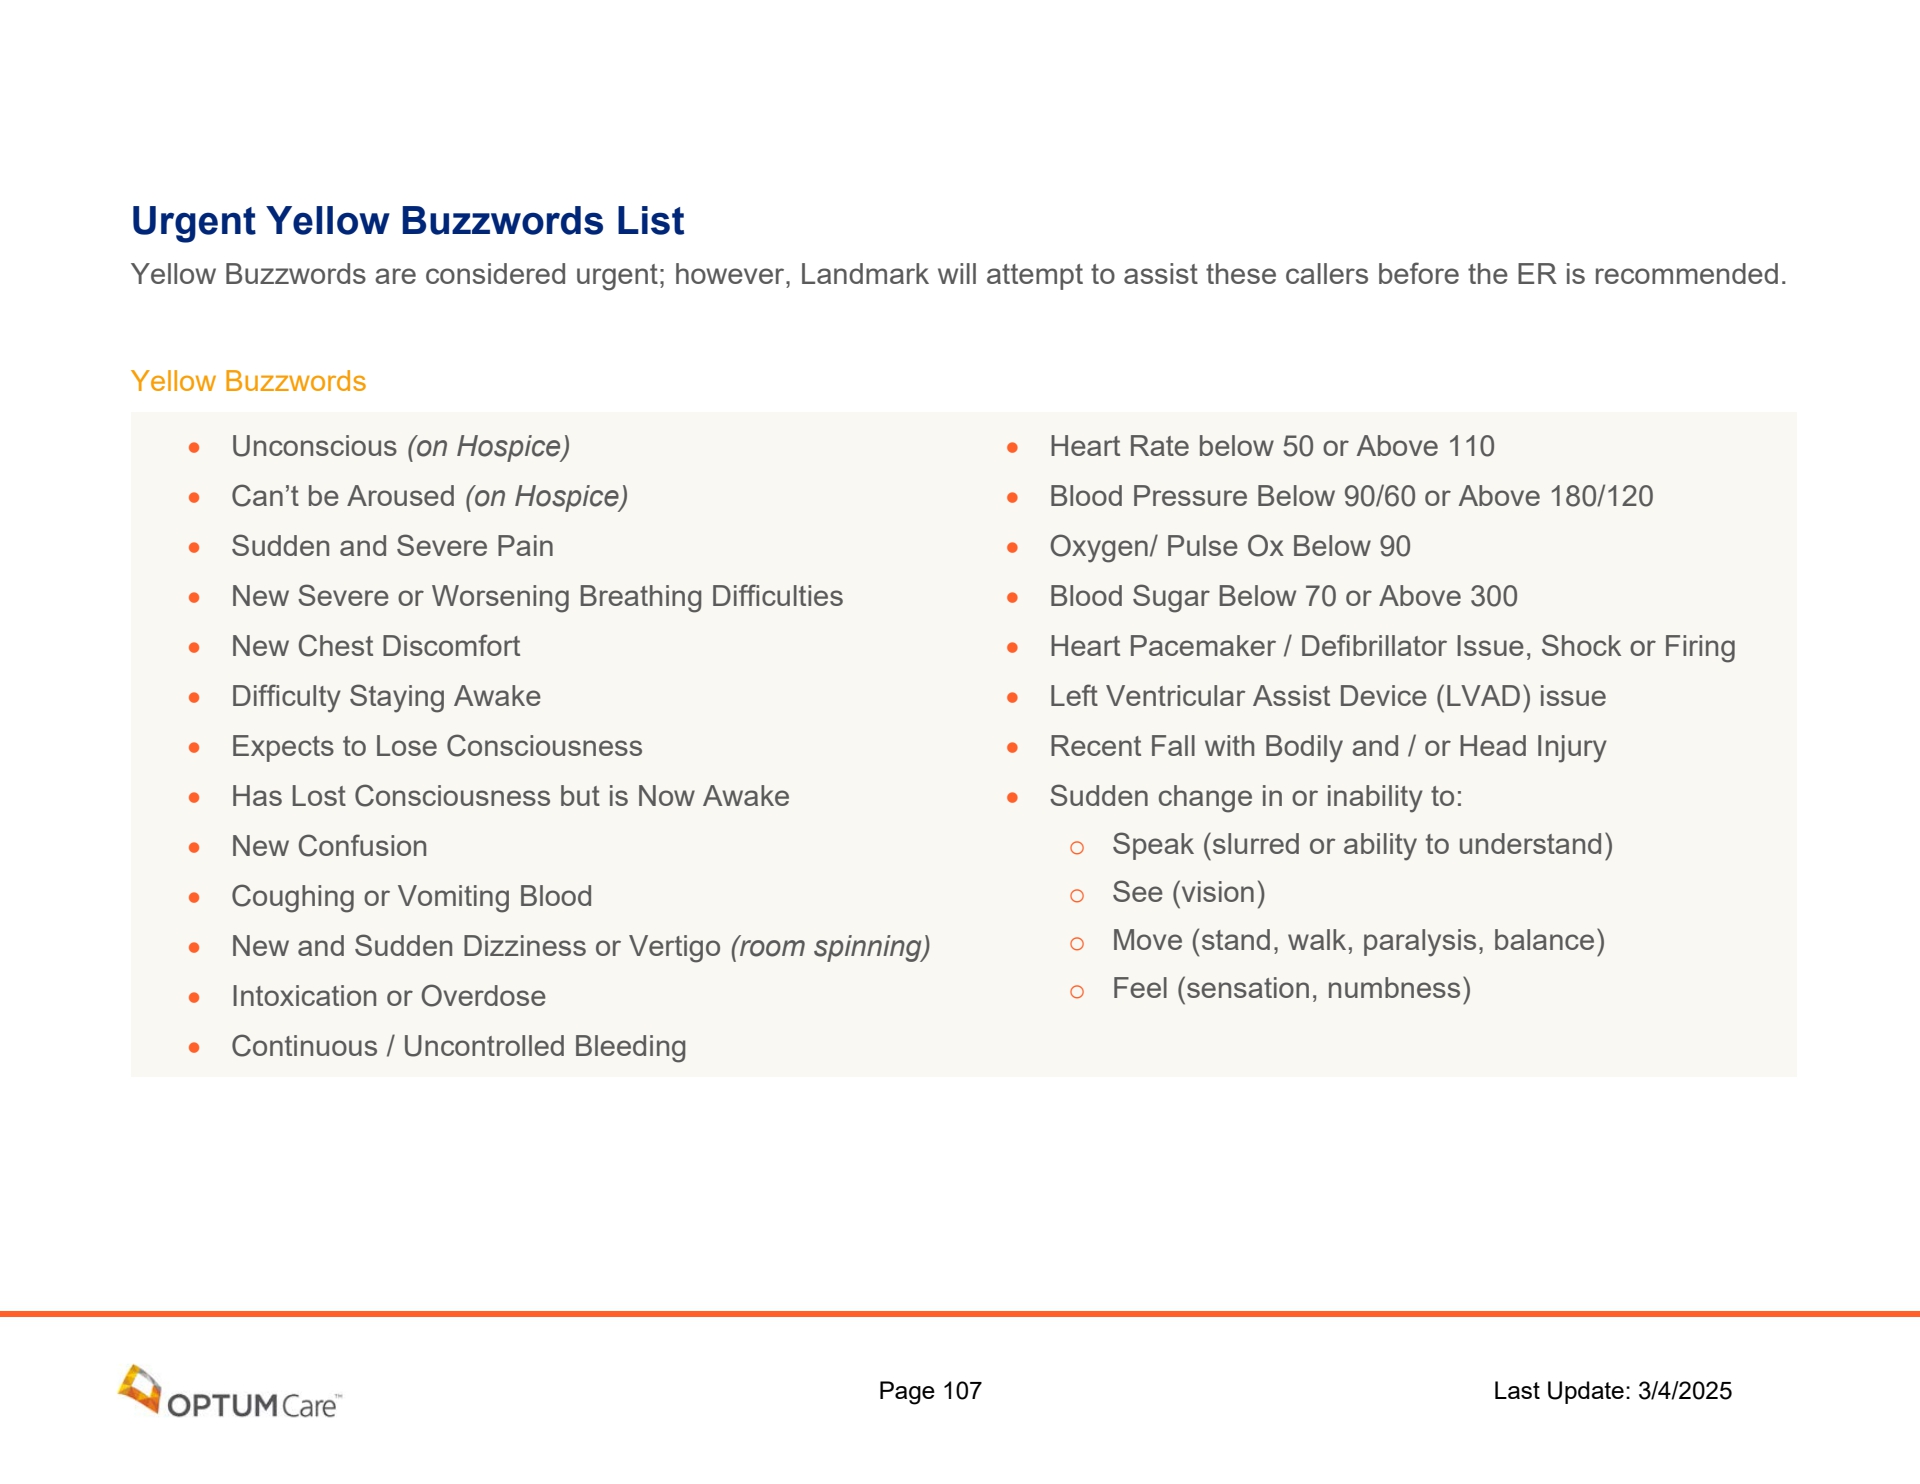 Urgent Yellow Buzzwords List
Yellow Buzzwords are considered urgent; however, Landmark will attempt to assist these callers before the ER is recommended.
Yellow Buzzwords
• Unconscious (on Hospice)
• Can’t be Aroused (on Hospice)
• Sudden and Severe Pain
• New Severe or Worsening Breathing Difficulties
• New Chest Discomfort
• Difficulty Staying Awake
• Expects to Lose Consciousness
• Has Lost Consciousness but is Now Awake
• New Confusion
• Coughing or Vomiting Blood
• New and Sudden Dizziness or Vertigo (room spinning)
• Intoxication or Overdose
• Continuous / Uncontrolled Bleeding
• Heart Rate below 50 or Above 110
• Blood Pressure Below 90/60 or Above 180/120
• Oxygen/ Pulse Ox Below 90
• Blood Sugar Below 70 or Above 300
• Heart Pacemaker / Defibrillator Issue, Shock or Firing
• Left Ventricular Assist Device (LVAD) issue
• Recent Fall with Bodily and / or Head Injury
• Sudden change in or inability to:
o Speak (slurred or ability to understand)
o See (vision)
o Move (stand, walk, paralysis, balance)
o Feel (sensation, numbness)
OPTUM Care™
Page 107
Last Update: 3/4/2025